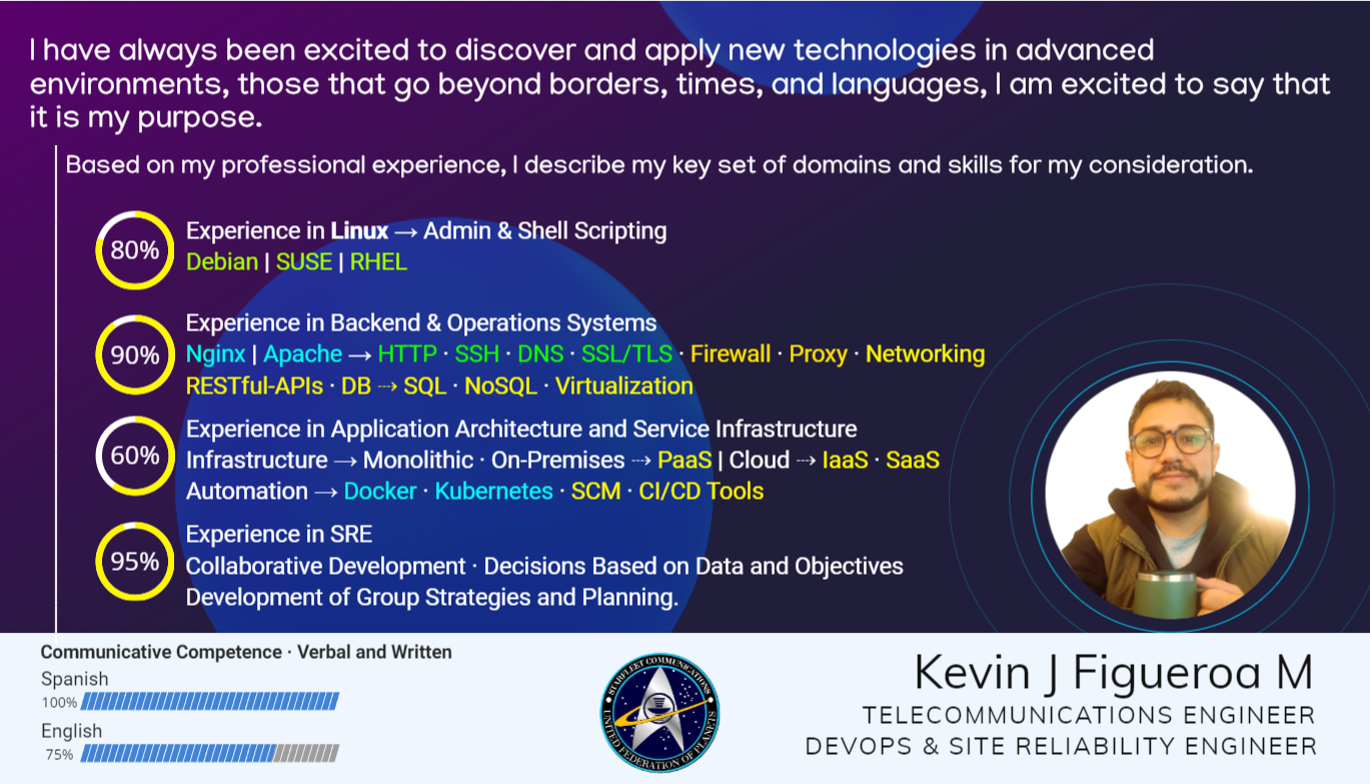 I have always been excited to discover and apply new technologies in advanced
environments, those that go beyond borders, times, and languages, I am excited to say that
it is my purpose.
Based on my professional experience, I describe my key set of domains and skills for my consideration.
80%
Experience in Linux → Admin & Shell Scripting
Debian | SUSE | RHEL
90%
Experience in Backend & Operations Systems
Nginx | Apache → HTTP · SSH · DNS · SSL/TLS · Firewall · Proxy · Networking
RESTful-APIs · DB ⤍ SQL · NoSQL · Virtualization
60%
Experience in Application Architecture and Service Infrastructure
Infrastructure → Monolithic · On-Premises ⤍ PaaS | Cloud ⤍ IaaS · SaaS
Automation → Docker · Kubernetes · SCM · CI/CD Tools
95%
Experience in SRE
Collaborative Development · Decisions Based on Data and Objectives
Development of Group Strategies and Planning.
Communicative Competence · Verbal and Written
Spanish
100%
English
75%
STARFLEET COMMUNICATIONS
UNITED FEDERATION OF PLANETS
Kevin J Figueroa M
TELECOMMUNICATIONS ENGINEER
DEVOPS & SITE RELIABILITY ENGINEER